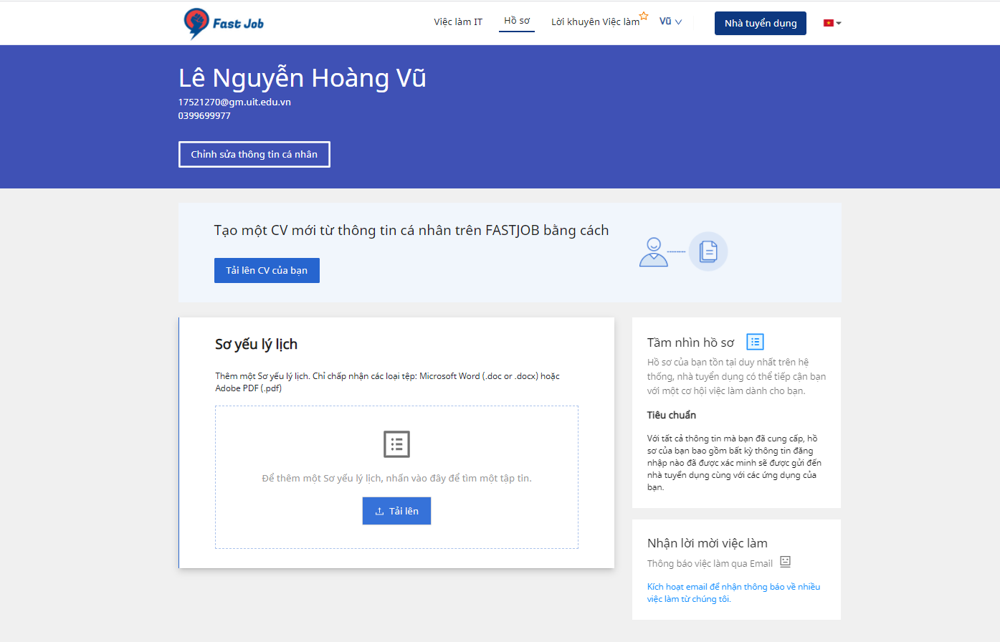 Fast Job
Việc làm IT
Hồ sơ
Lời khuyên Việc làm
Vũ
Nhà tuyển dụng
Lê Nguyễn Hoàng Vũ
17521270@gm.uit.edu.vn
0399699977
Chỉnh sửa thông tin cá nhân
Tạo một CV mới từ thông tin cá nhân trên FASTJOB bằng cách
Tải lên CV của bạn
Sơ yếu lý lịch
Thêm một Sơ yếu lý lịch. Chỉ chấp nhận các loại tệp: Microsoft Word (.doc or .docx) hoặc
Adobe PDF (.pdf)
Để thêm một Sơ yếu lý lịch, nhấn vào đây để tìm một tập tin.
Tải lên
Tầm nhìn hồ sơ
Hồ sơ của bạn tồn tại duy nhất trên hệ
thống, nhà tuyển dụng có thể tiếp cận bạn
với một cơ hội việc làm dành cho bạn.
Tiêu chuẩn
Với tất cả thông tin mà bạn đã cung cấp, hồ
sơ của bạn bao gồm bất kỳ thông tin đăng
nhập nào đã được xác minh sẽ được gửi đến
nhà tuyển dụng cùng với các ứng dụng của
bạn.
Nhận lời mời việc làm
Thông báo việc làm qua Email
Kích hoạt email để nhận thông báo về nhiều
việc làm từ chúng tôi.